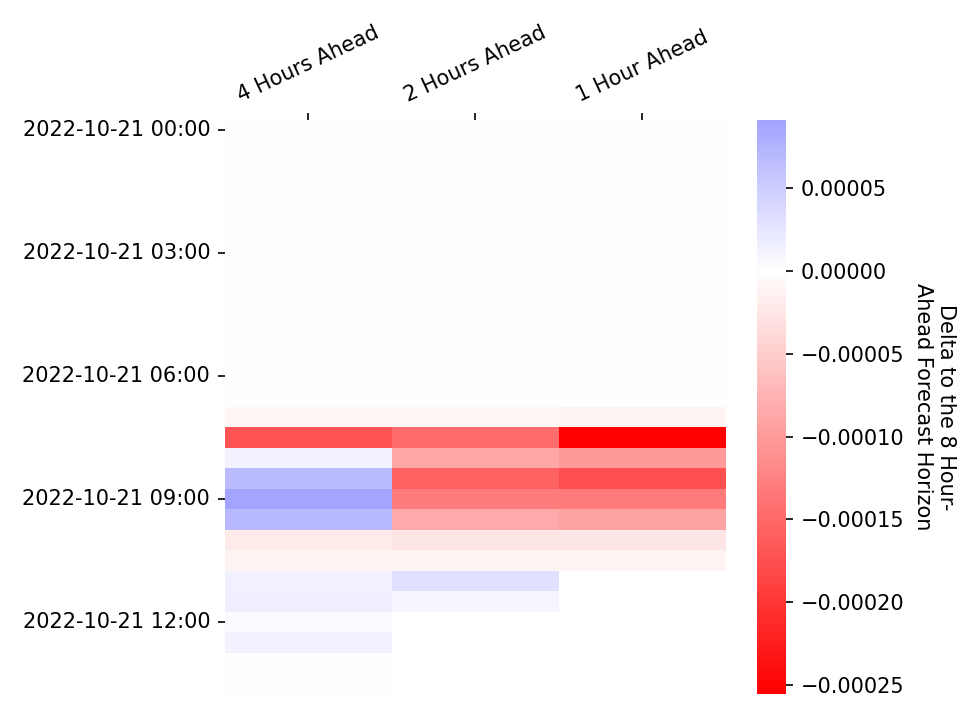 4 Hours Ahead
2 Hours Ahead
1 Hour Ahead
2022-10-21 00:00
2022-10-21 03:00
2022-10-21 06:00
2022-10-21 09:00
2022-10-21 12:00
0.00005
0.00000
−0.00005
−0.00010
−0.00015
−0.00020
−0.00025
Delta to the 8 Hour-
Ahead Forecast Horizon